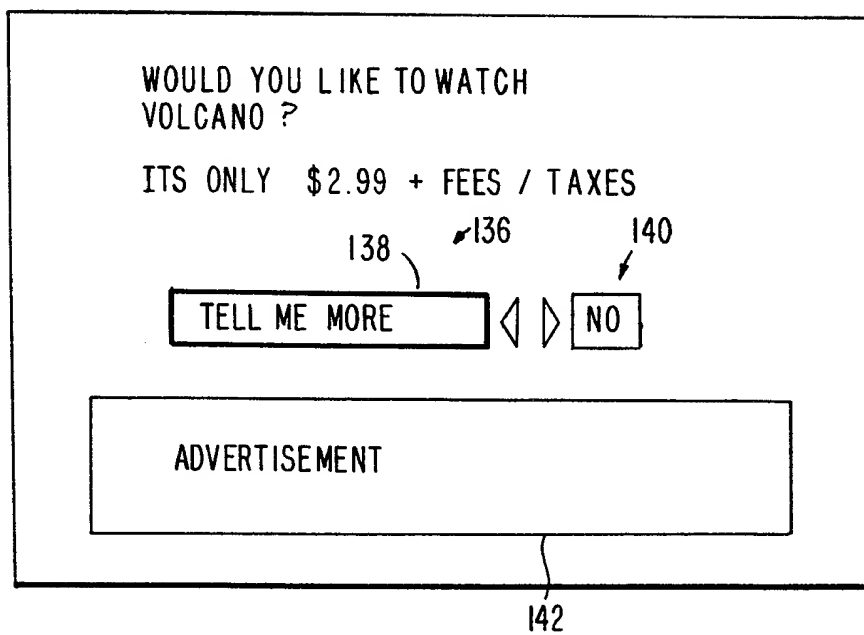 WOULD YOU LIKE TO WATCH
VOLCANO ?
ITS ONLY $2.99 + FEES / TAXES
138 136 140
TELL ME MORE NO
ADVERTISEMENT
142